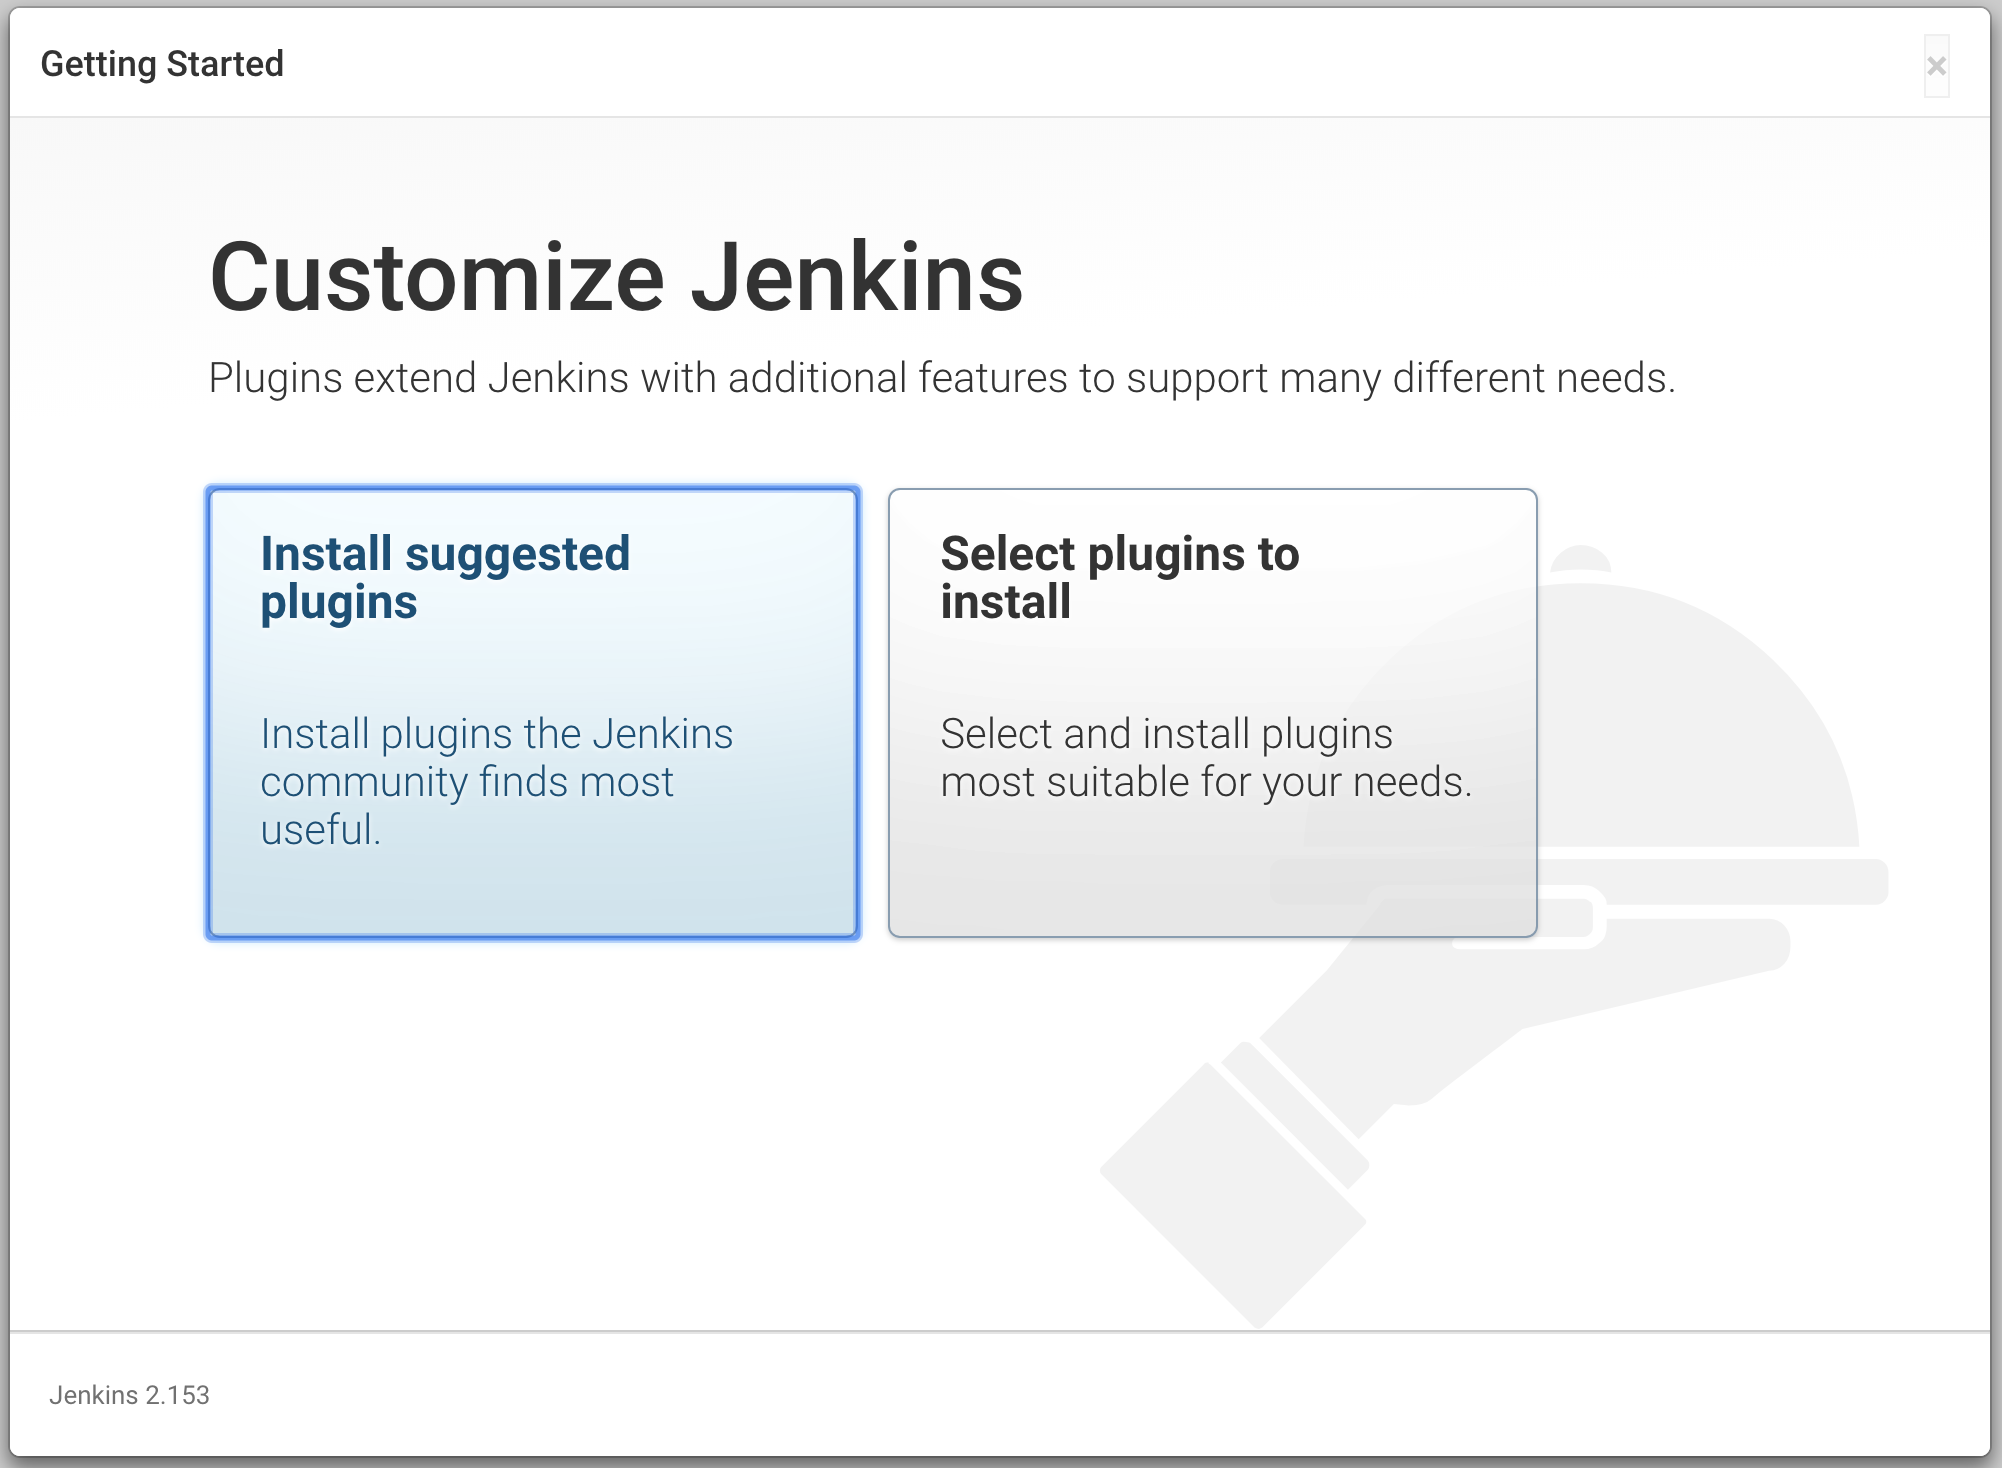 Getting Started
×
Customize Jenkins
Plugins extend Jenkins with additional features to support many different needs.
Install suggested
plugins
Install plugins the Jenkins
community finds most
useful.
Select plugins to
install
Select and install plugins
most suitable for your needs.
Jenkins 2.153